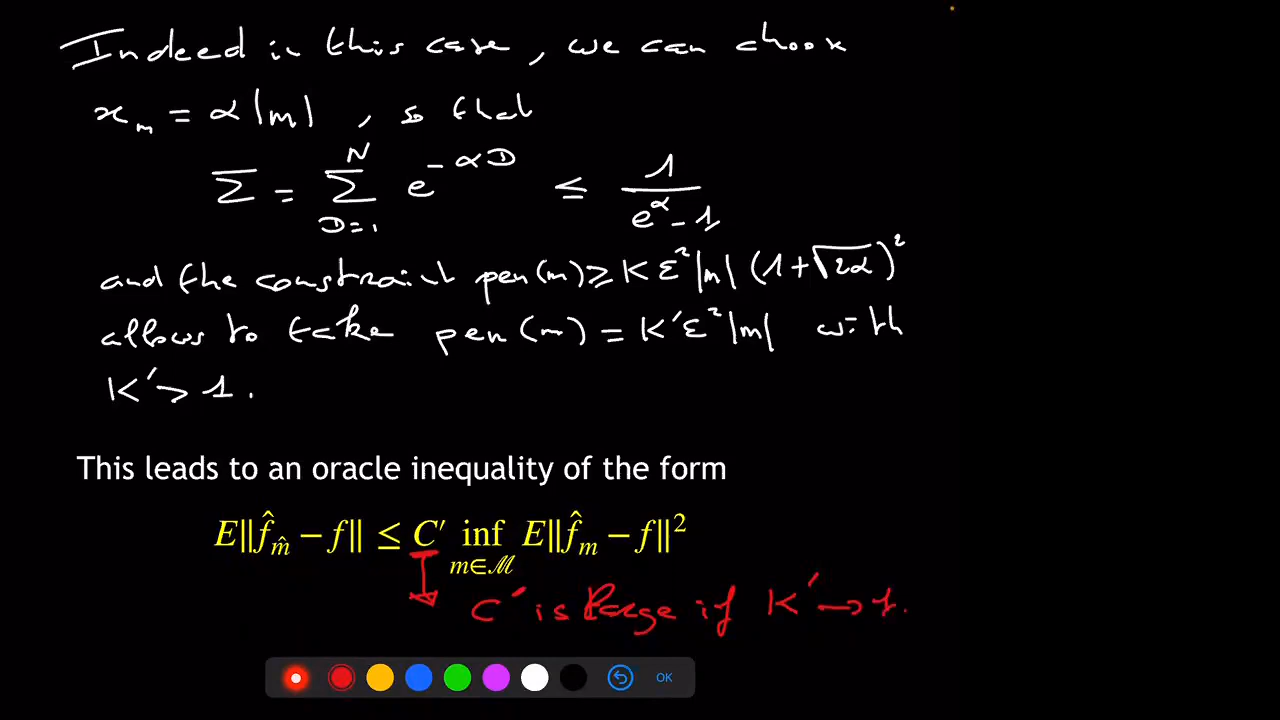 Indeed in this case, we can choose
x_m = α|m| , so that
Σ = ∑_{D=1}^{N} e^{-αD} ≤ 1/(e^α - 1)
and the constraint pen(m) ≥ K ε²|m| (1+√2α)²
allows to take pen(m) = K'ε²|m| with
K' > 1.
This leads to an oracle inequality of the form
E||f̂_m̂ − f|| ≤ C' inf_{m∈ℳ} E||f̂_m − f||²
C' is large if K' → 1.
OK